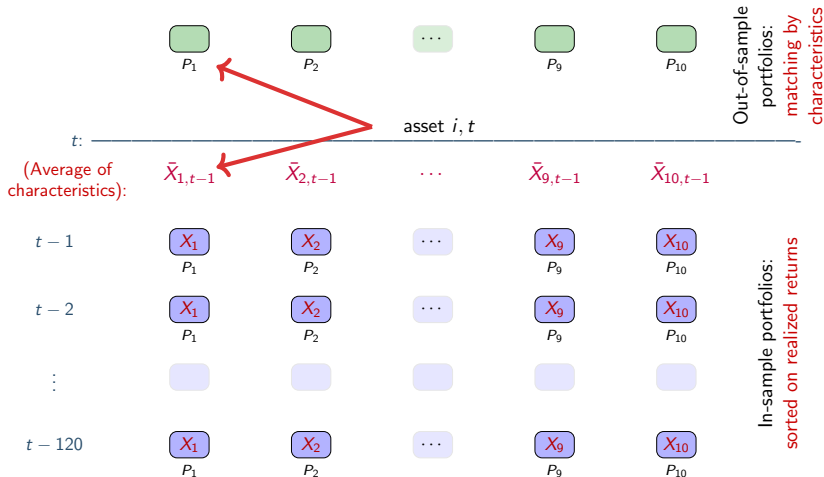 P₁ P₂ ··· P₉ P₁₀
Out-of-sample
portfolios:
matching by
characteristics
asset i, t
t:
(Average of
characteristics):
X̄₁,ₜ₋₁ X̄₂,ₜ₋₁ ··· X̄₉,ₜ₋₁ X̄₁₀,ₜ₋₁
t − 1 X₁ X₂ ··· X₉ X₁₀
P₁ P₂ P₉ P₁₀
t − 2 X₁ X₂ ··· X₉ X₁₀
P₁ P₂ P₉ P₁₀
⋮
t − 120 X₁ X₂ ··· X₉ X₁₀
P₁ P₂ P₉ P₁₀
In-sample portfolios:
sorted on realized returns